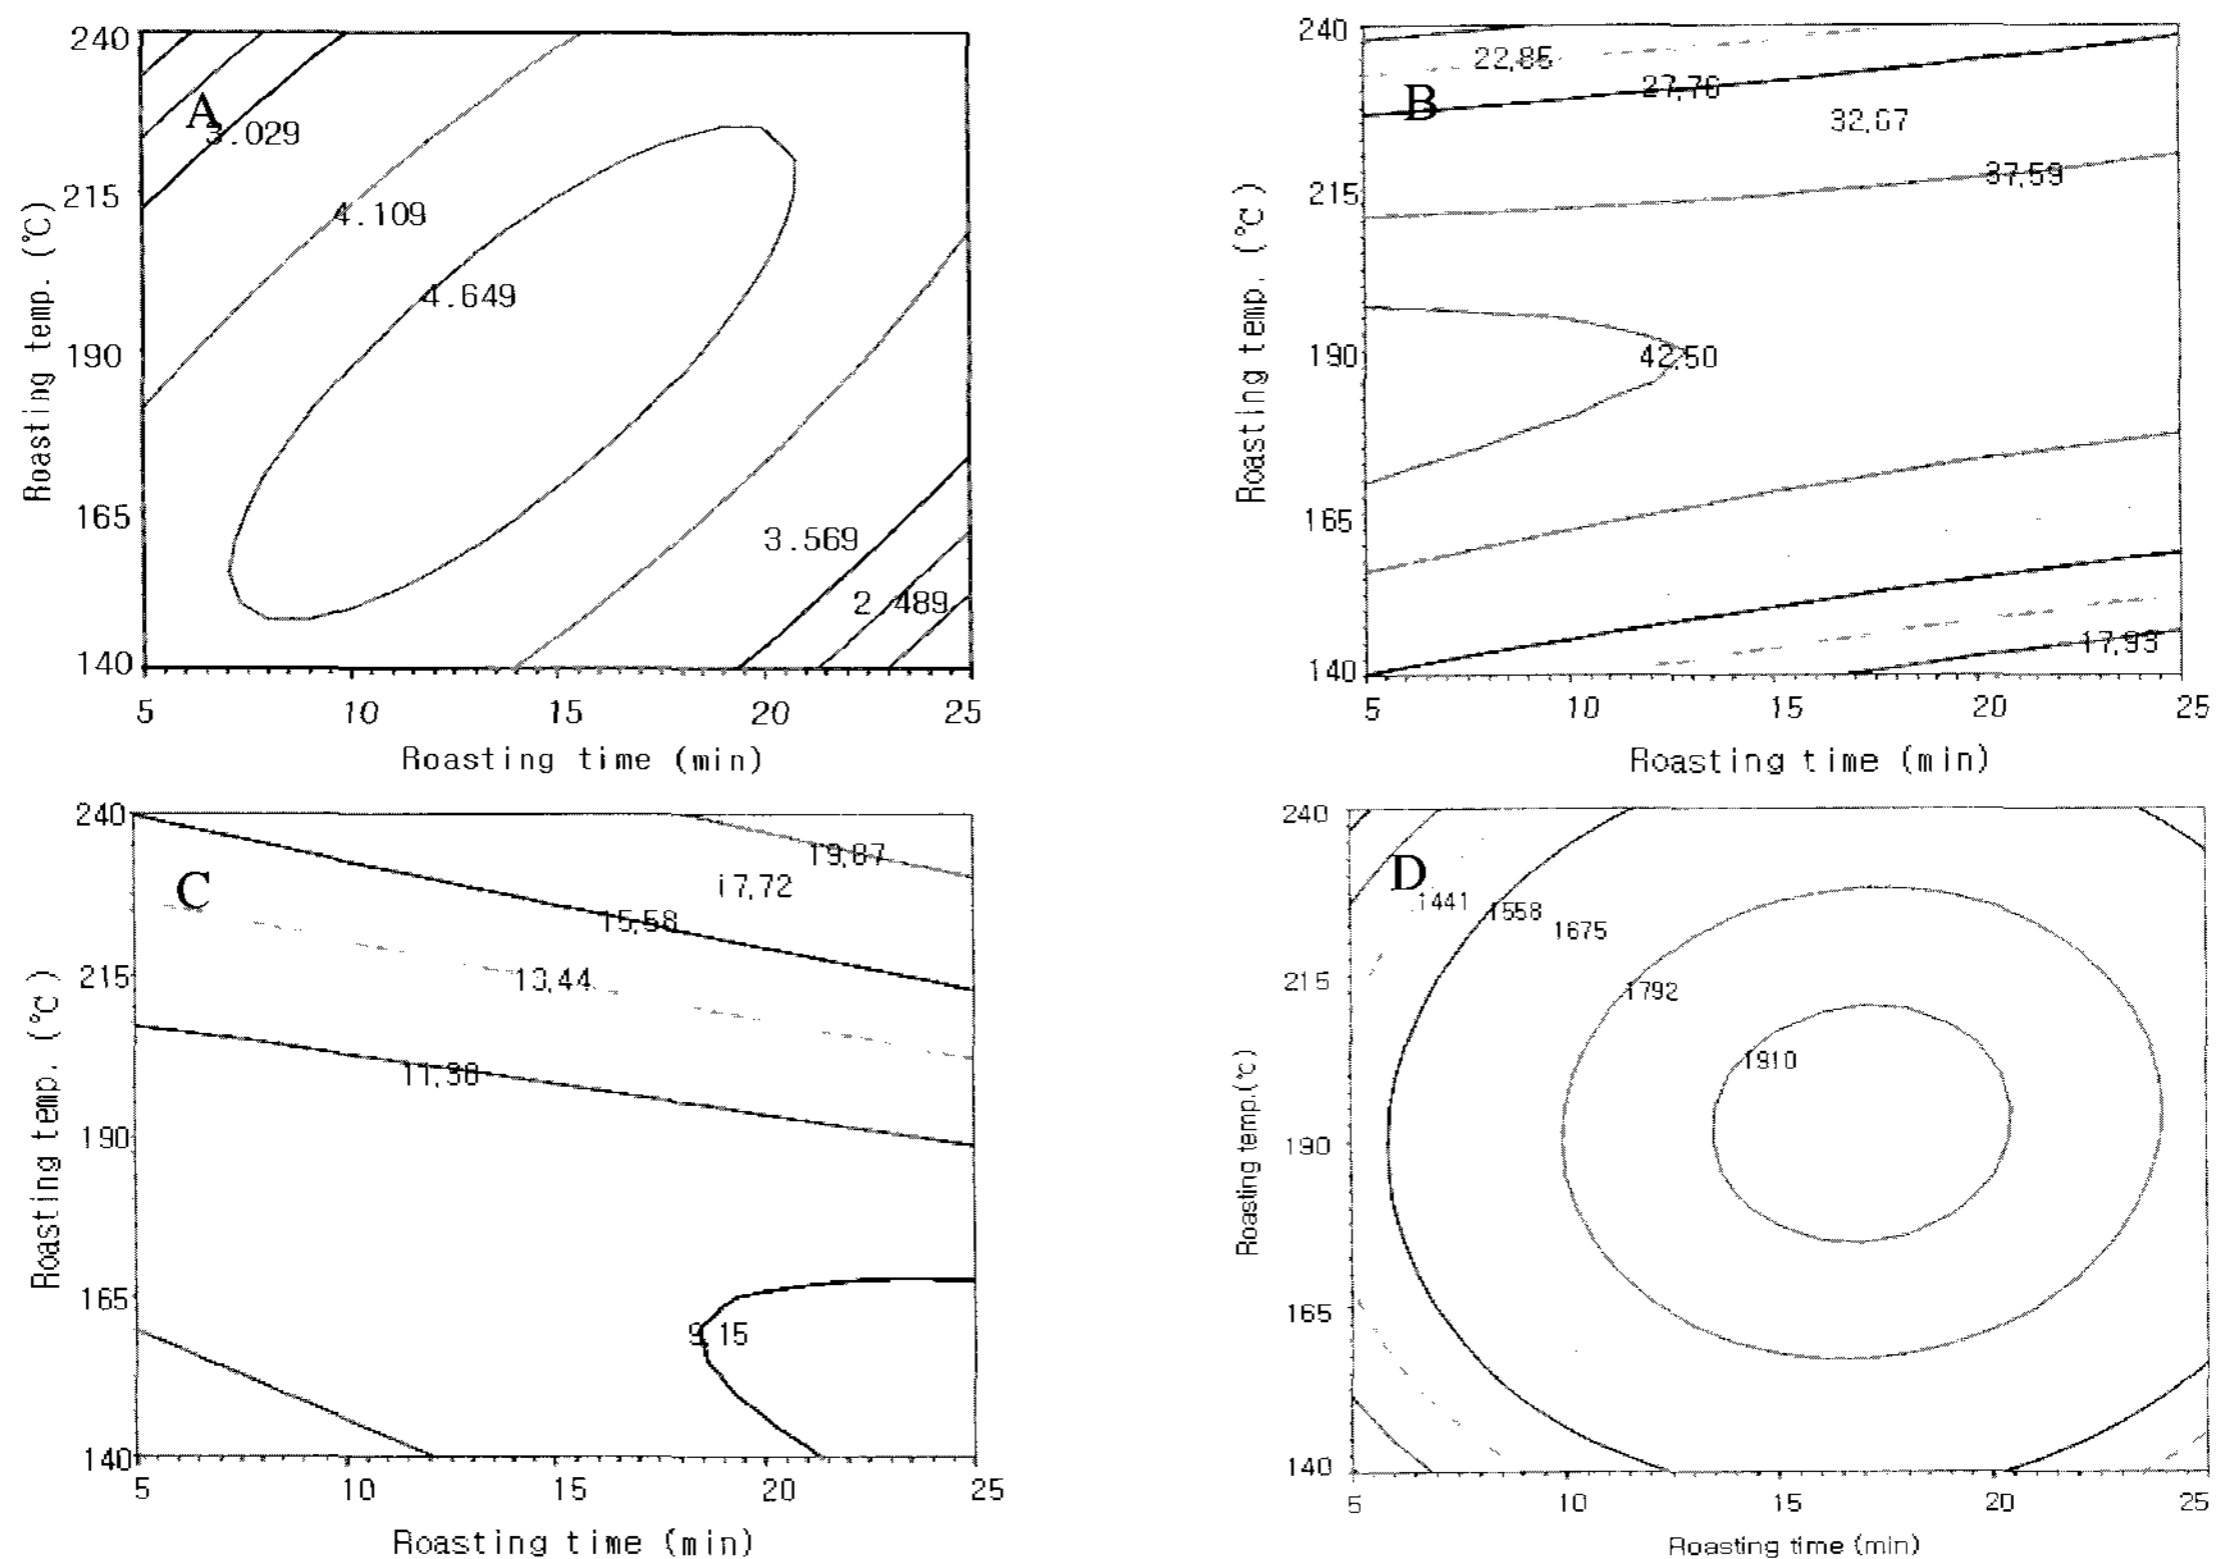 240
A
3.029
215
4.109
4.649
190
165
3.569
2.489
140
5 10 15 20 25
Roasting temp. (℃)
Roasting time (min)
240
22,85
27,76
B
32,67
215
37,59
190
42,50
165
17,93
140
5 10 15 20 25
Roasting temp. (℃)
Roasting time (min)
240
19,87
C
17,72
15,58
215
13,44
11,30
190
165
9,15
140
5 10 15 20 25
Roasting temp. (℃)
Roasting time (min)
240
D
1441
1558
1675
215
1792
1910
190
165
140
5 10 15 20 25
Roasting temp.(℃)
Roasting time (min)